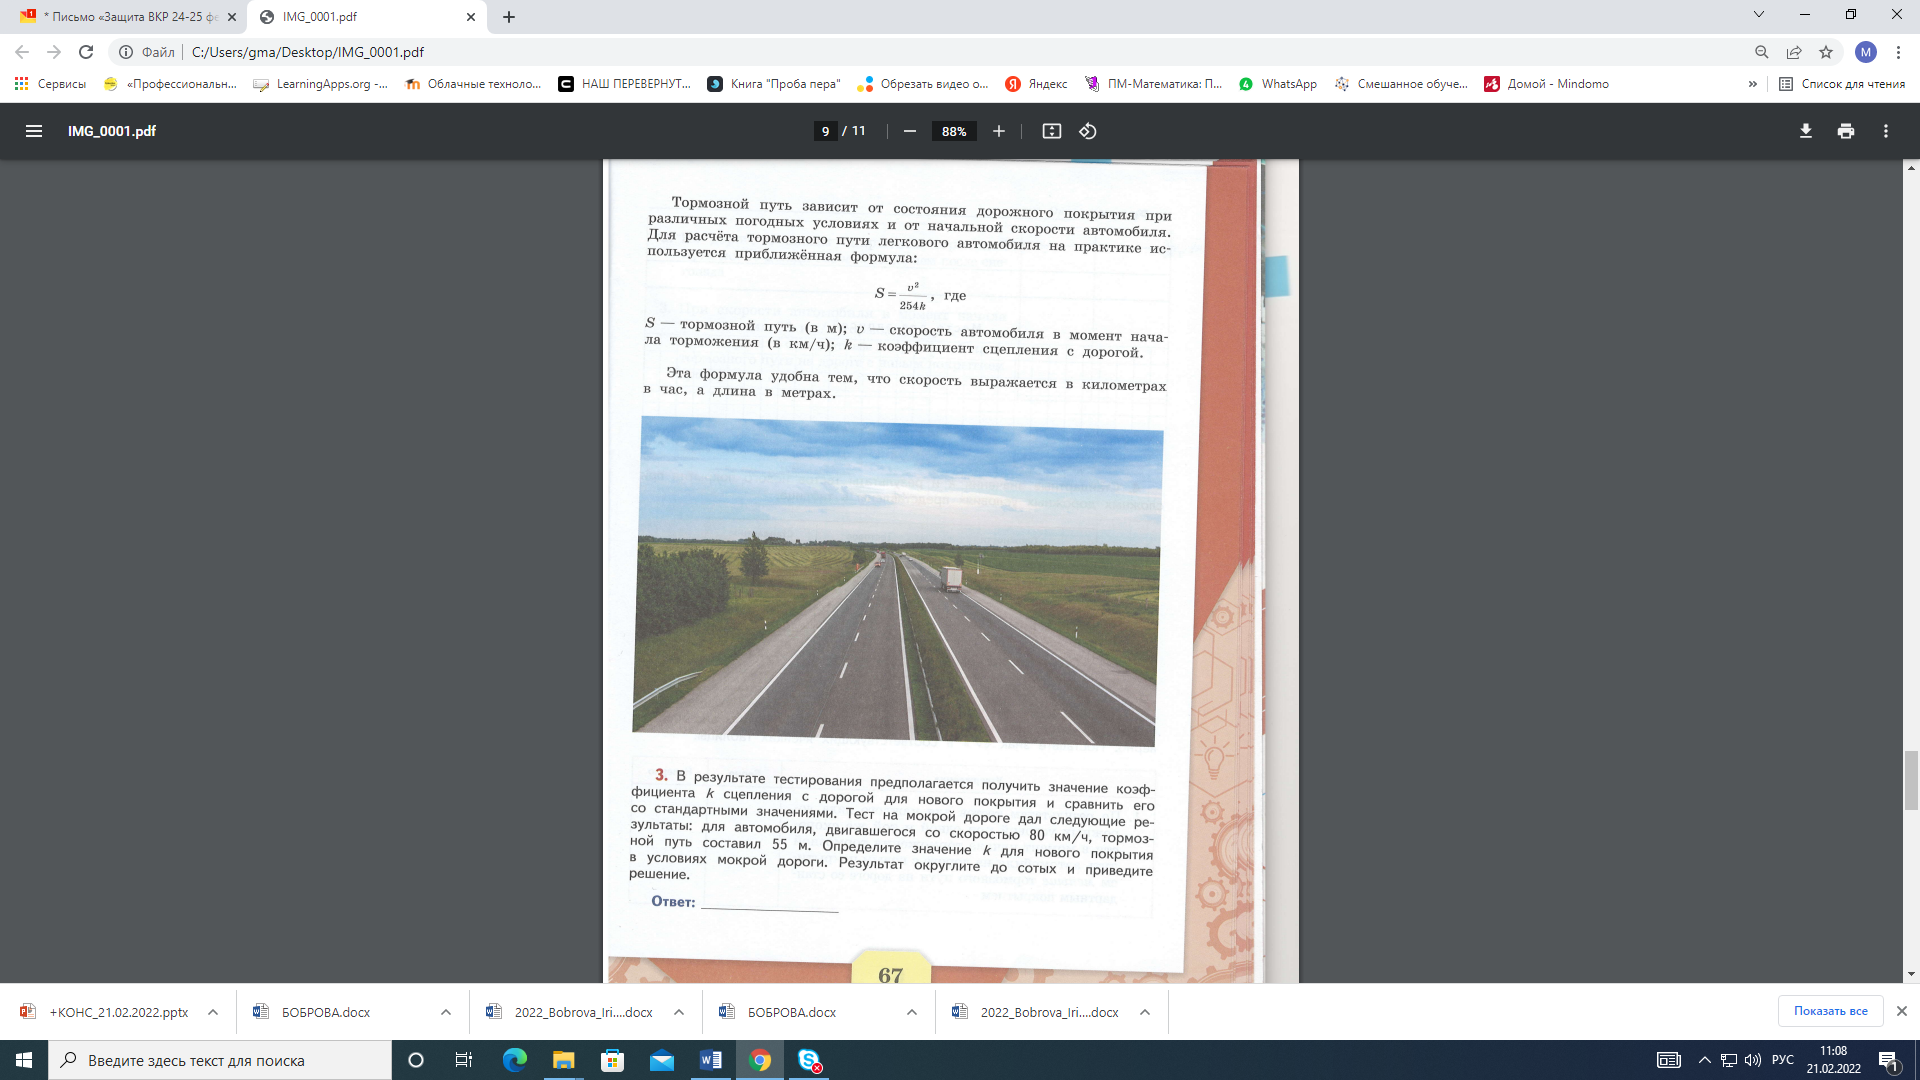 * Письмо «Защита ВКР 24-25 фе
IMG_0001.pdf
Файл
C:/Users/gma/Desktop/IMG_0001.pdf
M
Сервисы
«Профессиональн...
LearningApps.org -...
Облачные техноло...
НАШ ПЕРЕВЕРНУТ...
Книга "Проба пера"
Обрезать видео о...
Яндекс
ПМ-Математика: П...
WhatsApp
Смешанное обуче...
Домой - Mindomo
»
Список для чтения
IMG_0001.pdf
9 / 11
88%
Тормозной путь зависит от состояния дорожного покрытия при
различных погодных условиях и от начальной скорости автомобиля.
Для расчёта тормозного пути легкового автомобиля на практике ис-
пользуется приближённая формула:
S = v²/254k, где
S — тормозной путь (в м); v — скорость автомобиля в момент нача-
ла торможения (в км/ч); k — коэффициент сцепления с дорогой.
Эта формула удобна тем, что скорость выражается в километрах
в час, а длина в метрах.
3. В результате тестирования предполагается получить значение коэф-
фициента k сцепления с дорогой для нового покрытия и сравнить его
со стандартными значениями. Тест на мокрой дороге дал следующие ре-
зультаты: для автомобиля, двигавшегося со скоростью 80 км/ч, тормоз-
ной путь составил 55 м. Определите значение k для нового покрытия
в условиях мокрой дороги. Результат округлите до сотых и приведите
решение.
Ответ:
67
+КОНС_21.02.2022.pptx
БОБРОВА.docx
2022_Bobrova_Iri....docx
БОБРОВА.docx
2022_Bobrova_Iri....docx
Показать все
Введите здесь текст для поиска
РУС
11:08
21.02.2022
1